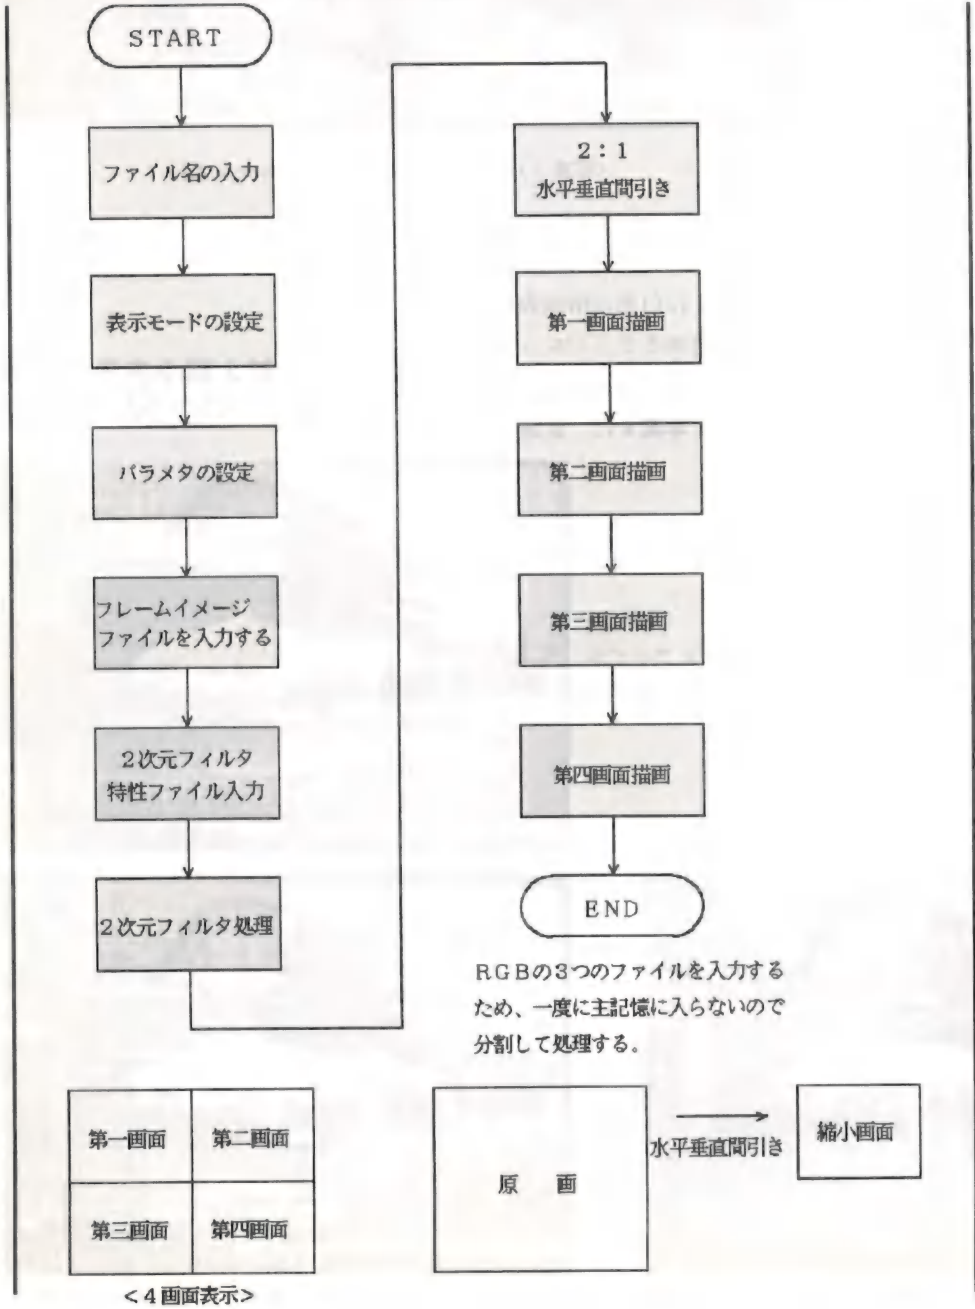 START
ファイル名の入力
表示モードの設定
パラメタの設定
フレームイメージ
ファイルを入力する
2次元フィルタ
特性ファイル入力
2次元フィルタ処理
2:1
水平垂直間引き
第一画面描画
第二画面描画
第三画面描画
第四画面描画
END
RGBの3つのファイルを入力する
ため、一度に主記憶に入らないので
分割して処理する。
第一画面 第二画面
第三画面 第四画面
<4画面表示>
原 画
水平垂直間引き
縮小画面